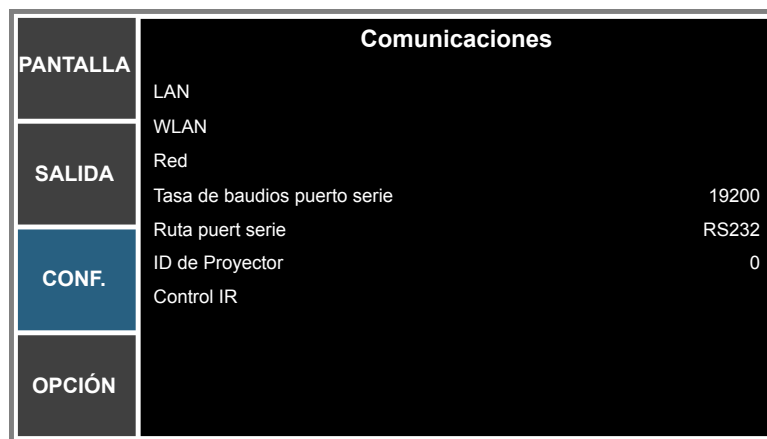 Comunicaciones
PANTALLA
SALIDA
CONF.
OPCIÓN
LAN
WLAN
Red
Tasa de baudios puerto serie 19200
Ruta puert serie RS232
ID de Proyector 0
Control IR